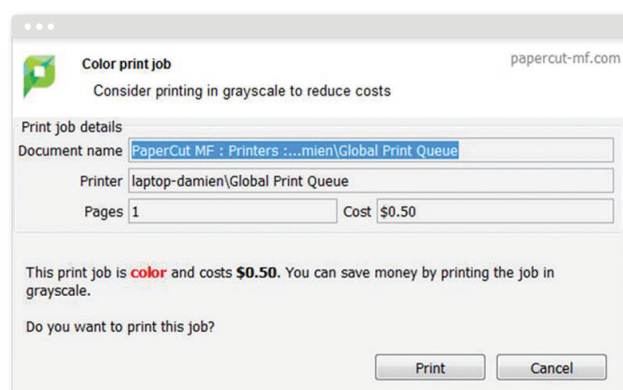 papercut-mf.com
Color print job
Consider printing in grayscale to reduce costs
Print job details
Document name PaperCut MF : Printers :...mien\Global Print Queue
Printer laptop-damien\Global Print Queue
Pages 1 Cost $0.50
This print job is color and costs $0.50. You can save money by printing the job in
grayscale.
Do you want to print this job?
Print Cancel